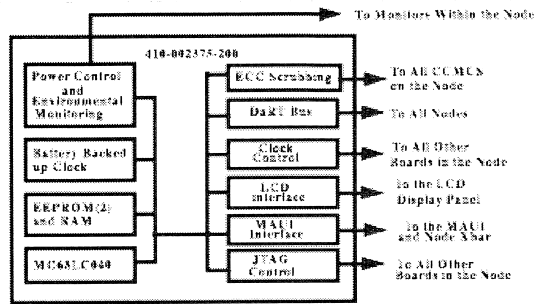 To Monitors Within the Node
410-002375-200
Power Control
and
Environmental
Monitoring
Battery Backed
up Clock
EEPROM(2)
and RAM
MC68LC040
ECC Scrubbing
DaRT Bus
Clock
Control
LCD
interface
MAUI
Interface
JTAG
Control
To All CCMCS
on the Node
To All Nodes
To All Other
Boards in the Node
To the LCD
Display Panel
To the MAUI
and Node Xbar
To All Other
Boards in the Node